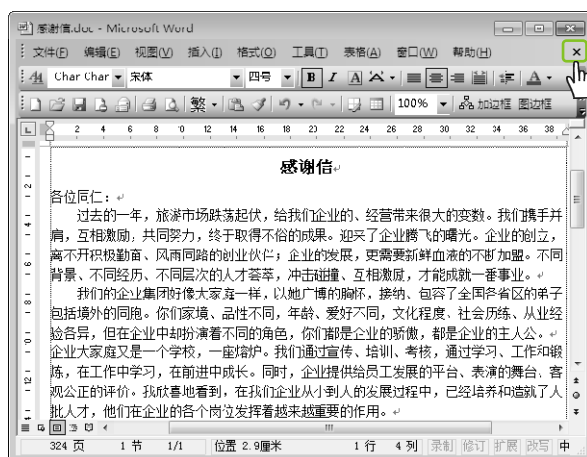 感谢信.doc - Microsoft Word
文件(F) 编辑(E) 视图(V) 插入(I) 格式(O) 工具(T) 表格(A) 窗口(W) 帮助(H) ×
Char Char 宋体 四号 B I A A
繁 100% 加边框 图边框
2 4 6 8 10 12 14 16 18 20 22 24 26 28 30 32 34 36 38
感谢信
各位同仁：
过去的一年，旅游市场跌荡起伏，给我们企业的、经营带来很大的变数。我们携手并
肩，互相激励，共同努力，终于取得不俗的成果。迎来了企业腾飞的曙光。企业的创立，
离不开积极勤奋、风雨同路的创业伙伴；企业的发展，更需要新鲜血液的不断加盟。不同
背景、不同经历、不同层次的人才荟萃，冲击碰撞、互相激励，才能成就一番事业。
我们的企业集团好像大家庭一样，以她广博的胸怀，接纳、包容了全国各省区的弟子
包括境外的同胞。你们家境、品性不同，年龄、爱好不同，文化程度、社会历练、从业经
验各异，但在企业中却扮演着不同的角色，你们都是企业的骄傲，都是企业的主人公。
企业大家庭又是一个学校，一座熔炉。我们通过宣传、培训、考核，通过学习、工作和锻
炼，在工作中学习，在前进中成长。同时，企业提供给员工发展的平台、表演的舞台、客
观公正的评价。我欣喜地看到，在我们企业从小到大的发展过程中，已经培养和造就了人
批人才，他们在企业的各个岗位发挥着越来越重要的作用。
324 页 1 节 1/1 位置 2.9厘米 1 行 4 列 录制 修订 扩展 改写 中